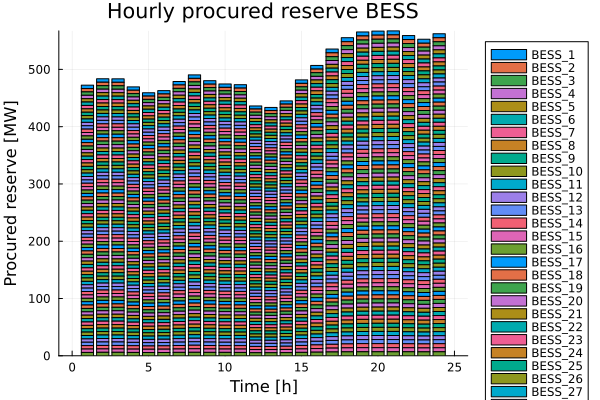 Hourly procured reserve BESS
Procured reserve [MW]
500
400
300
200
100
0
0 5 10 15 20 25
Time [h]
BESS_1
BESS_2
BESS_3
BESS_4
BESS_5
BESS_6
BESS_7
BESS_8
BESS_9
BESS_10
BESS_11
BESS_12
BESS_13
BESS_14
BESS_15
BESS_16
BESS_17
BESS_18
BESS_19
BESS_20
BESS_21
BESS_22
BESS_23
BESS_24
BESS_25
BESS_26
BESS_27